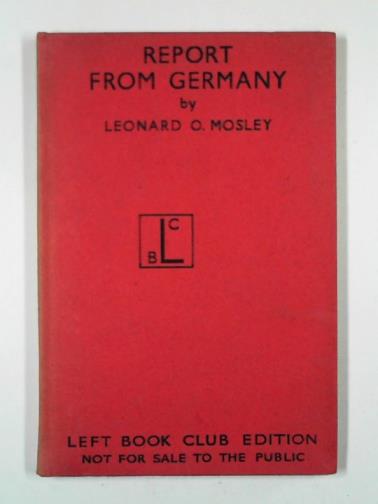 REPORT
FROM GERMANY
by
LEONARD O. MOSLEY
L C B
LEFT BOOK CLUB EDITION
NOT FOR SALE TO THE PUBLIC